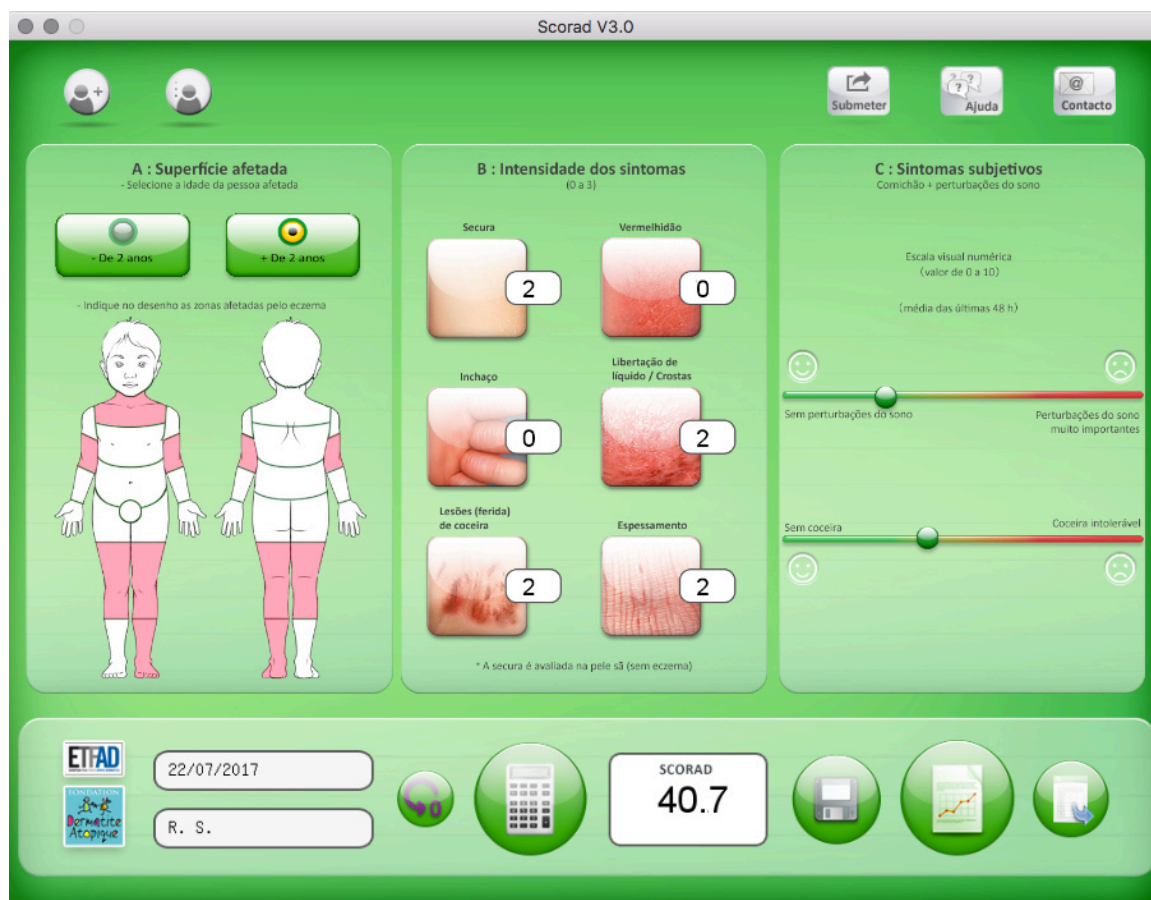 Scorad V3.0
Submeter
Ajuda
Contacto
A : Superfície afetada
- Selecione a idade da pessoa afetada
- De 2 anos
+ De 2 anos
- Indique no desenho as zonas afetadas pelo eczema
B : Intensidade dos sintomas
(0 a 3)
Secura
2
Vermelhidão
0
Inchaço
0
Libertação de
líquido / Crostas
2
Lesões (ferida)
de coceira
2
Espessamento
2
* A secura é avaliada na pele sã (sem eczema)
C : Sintomas subjetivos
Comichão + perturbações do sono
Escala visual numérica
(valor de 0 a 10)
(média das últimas 48 h)
Sem perturbações do sono
Perturbações do sono
muito importantes
Sem coceira
Coceira intolerável
ETFAD
FONDATION
Dermatite
Atopique
22/07/2017
R. S.
0
SCORAD
40.7